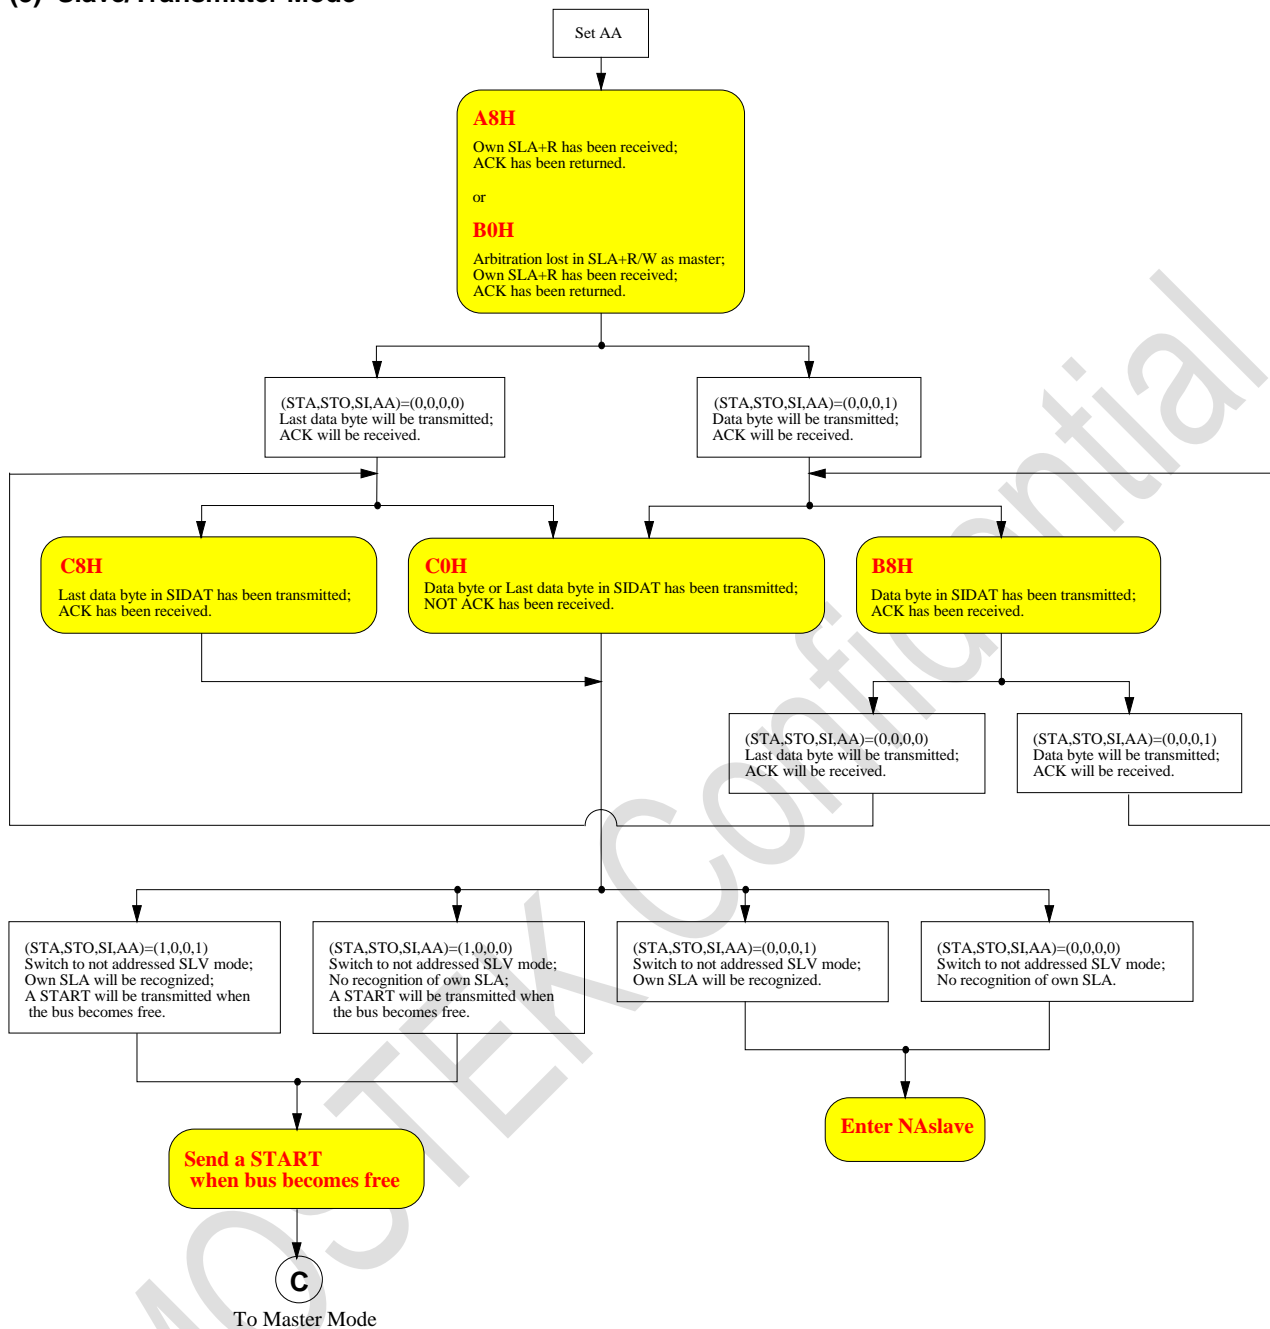 (3) Slave/Transmitter Mode
Set AA
A8H
Own SLA+R has been received;
ACK has been returned.
or
B0H
Arbitration lost in SLA+R/W as master;
Own SLA+R has been received;
ACK has been returned.
(STA,STO,SI,AA)=(0,0,0,0)
Last data byte will be transmitted;
ACK will be received.
(STA,STO,SI,AA)=(0,0,0,1)
Data byte will be transmitted;
ACK will be received.
C8H
Last data byte in SIDAT has been transmitted;
ACK has been received.
C0H
Data byte or Last data byte in SIDAT has been transmitted;
NOT ACK has been received.
B8H
Data byte in SIDAT has been transmitted;
ACK has been received.
(STA,STO,SI,AA)=(0,0,0,0)
Last data byte will be transmitted;
ACK will be received.
(STA,STO,SI,AA)=(0,0,0,1)
Data byte will be transmitted;
ACK will be received.
(STA,STO,SI,AA)=(1,0,0,1)
Switch to not addressed SLV mode;
Own SLA will be recognized;
A START will be transmitted when
the bus becomes free.
(STA,STO,SI,AA)=(1,0,0,0)
Switch to not addressed SLV mode;
No recognition of own SLA;
A START will be transmitted when
the bus becomes free.
(STA,STO,SI,AA)=(0,0,0,1)
Switch to not addressed SLV mode;
Own SLA will be recognized.
(STA,STO,SI,AA)=(0,0,0,0)
Switch to not addressed SLV mode;
No recognition of own SLA.
Send a START
when bus becomes free
Enter NAslave
C
To Master Mode
MOSTEK Confidential